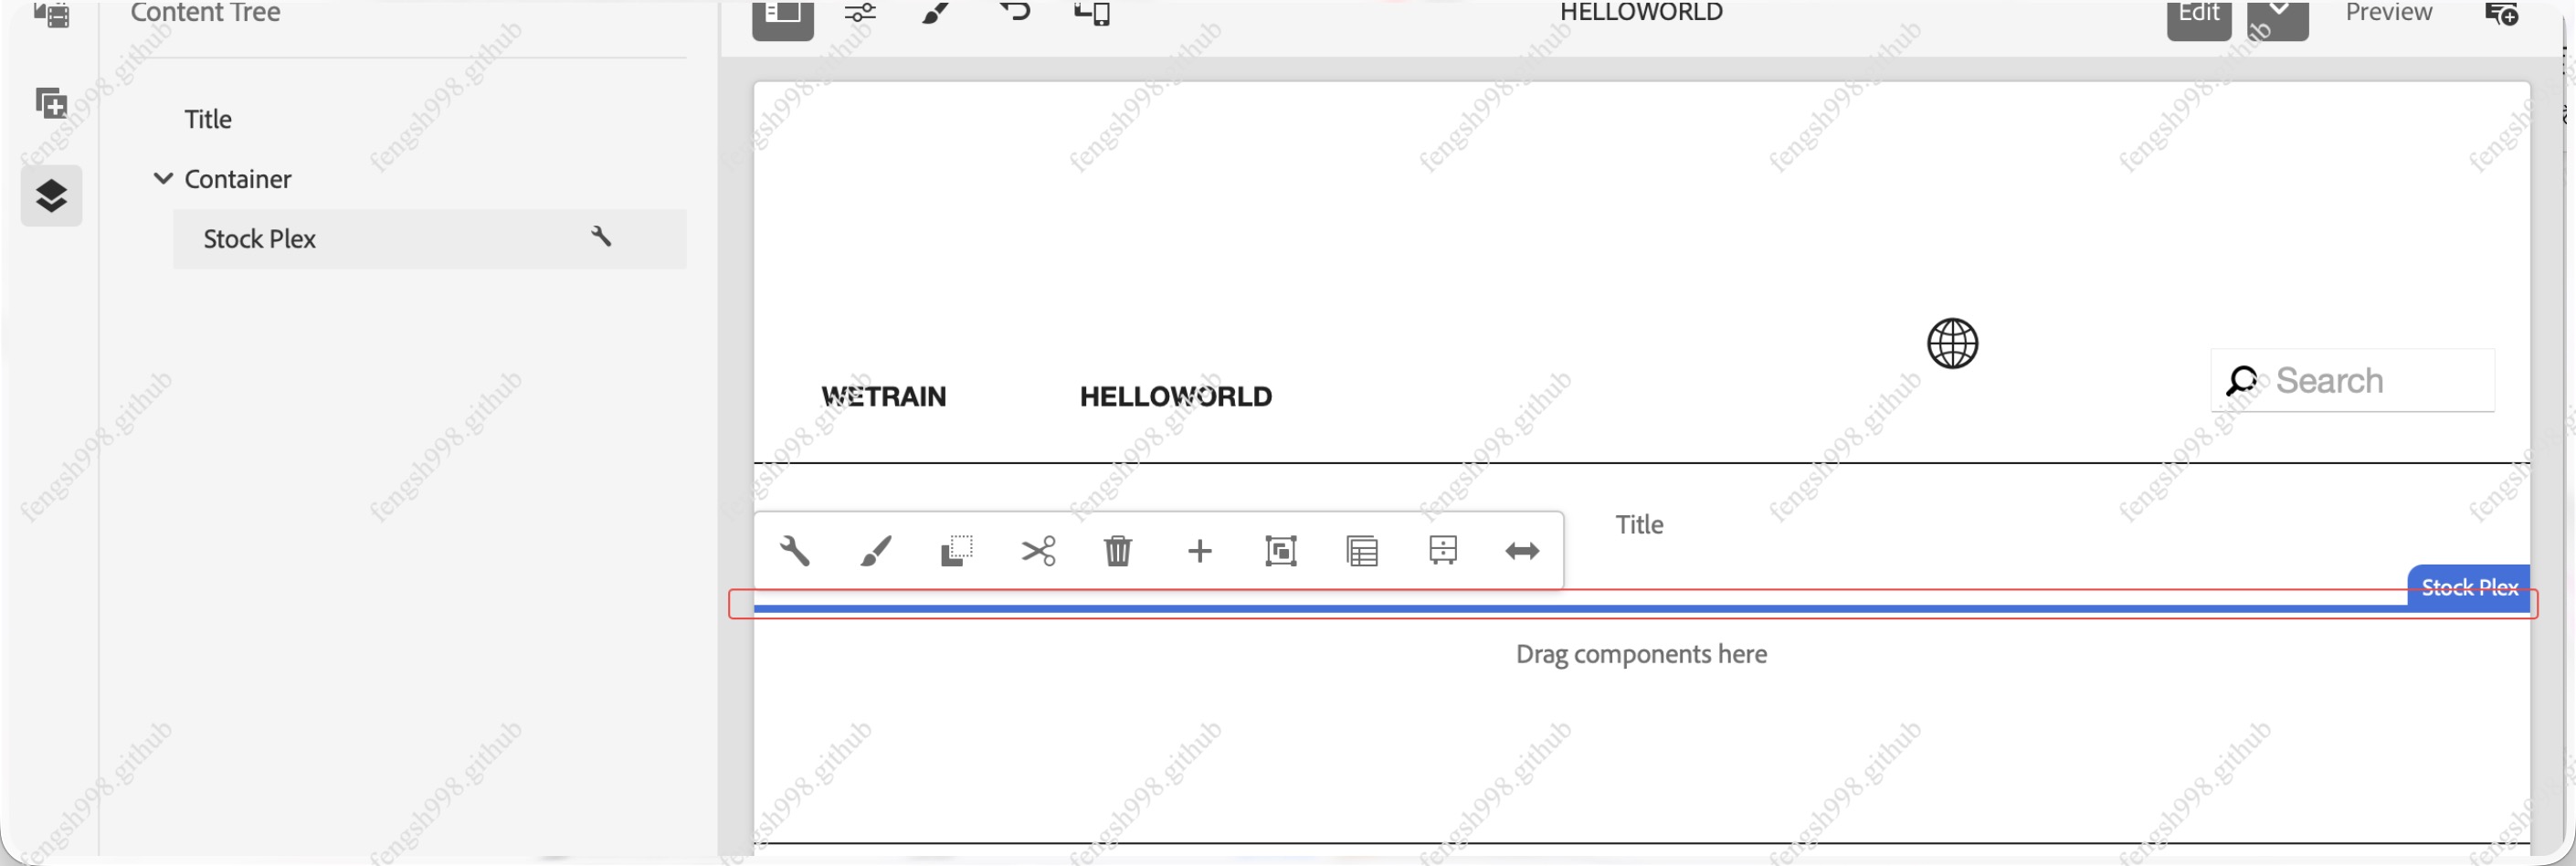 Content Tree
HELLOWORLD
Edit
Preview
Title
Container
Stock Plex
WETRAIN
HELLOWORLD
Search
Title
Stock Plex
Drag components here
fengsh998.github